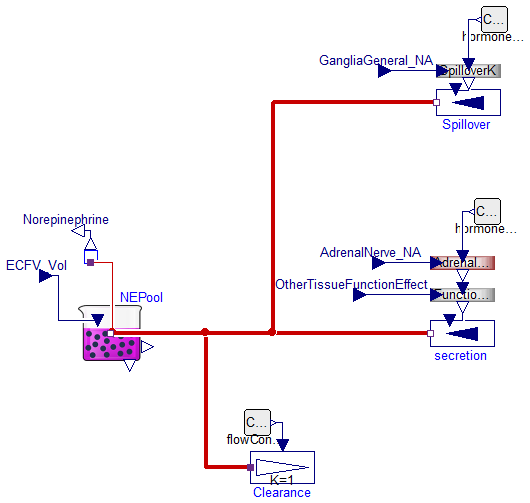 C...
hormone...
GangliaGeneral_NA
SpilloverK
Spillover
C...
hormone...
Norepinephrine
AdrenalNerve_NA
Adrenal...
ECFV_Vol
OtherTissueFunctionEffect
Functio...
NEPool
secretion
C...
flowCon...
K=1
Clearance